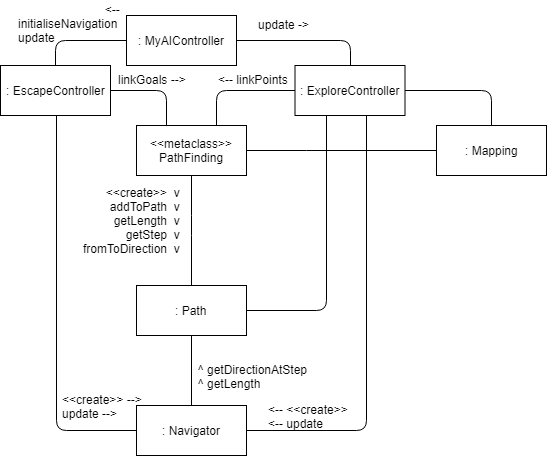 <--
initialiseNavigation
update
: MyAIController
update ->
: EscapeController
linkGoals -->
<-- linkPoints
: ExploreController
<<metaclass>>
PathFinding
: Mapping
<<create>> v
addToPath v
getLength v
getStep v
fromToDirection v
: Path
^ getDirectionAtStep
^ getLength
<<create>> -->
update -->
: Navigator
<-- <<create>>
<-- update